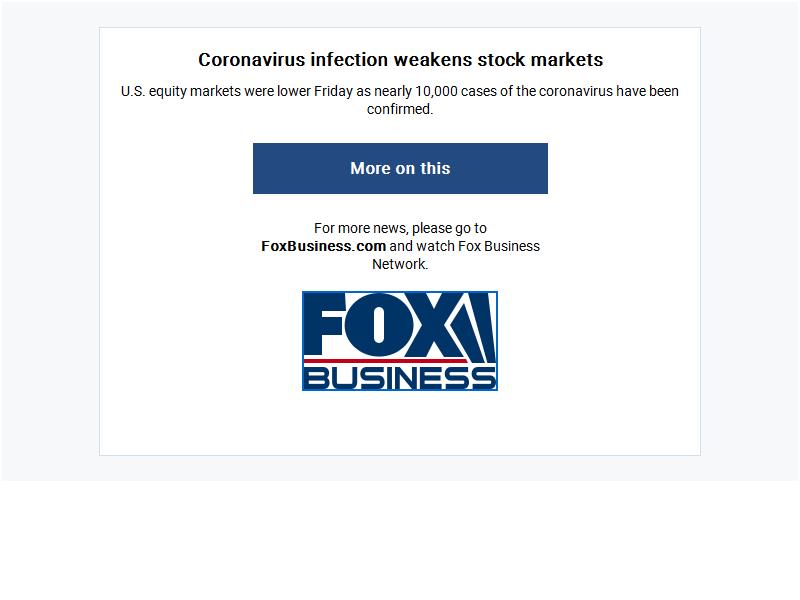 Coronavirus infection weakens stock markets
U.S. equity markets were lower Friday as nearly 10,000 cases of the coronavirus have been
confirmed.
More on this
For more news, please go to
FoxBusiness.com and watch Fox Business
Network.
FOX
BUSINESS